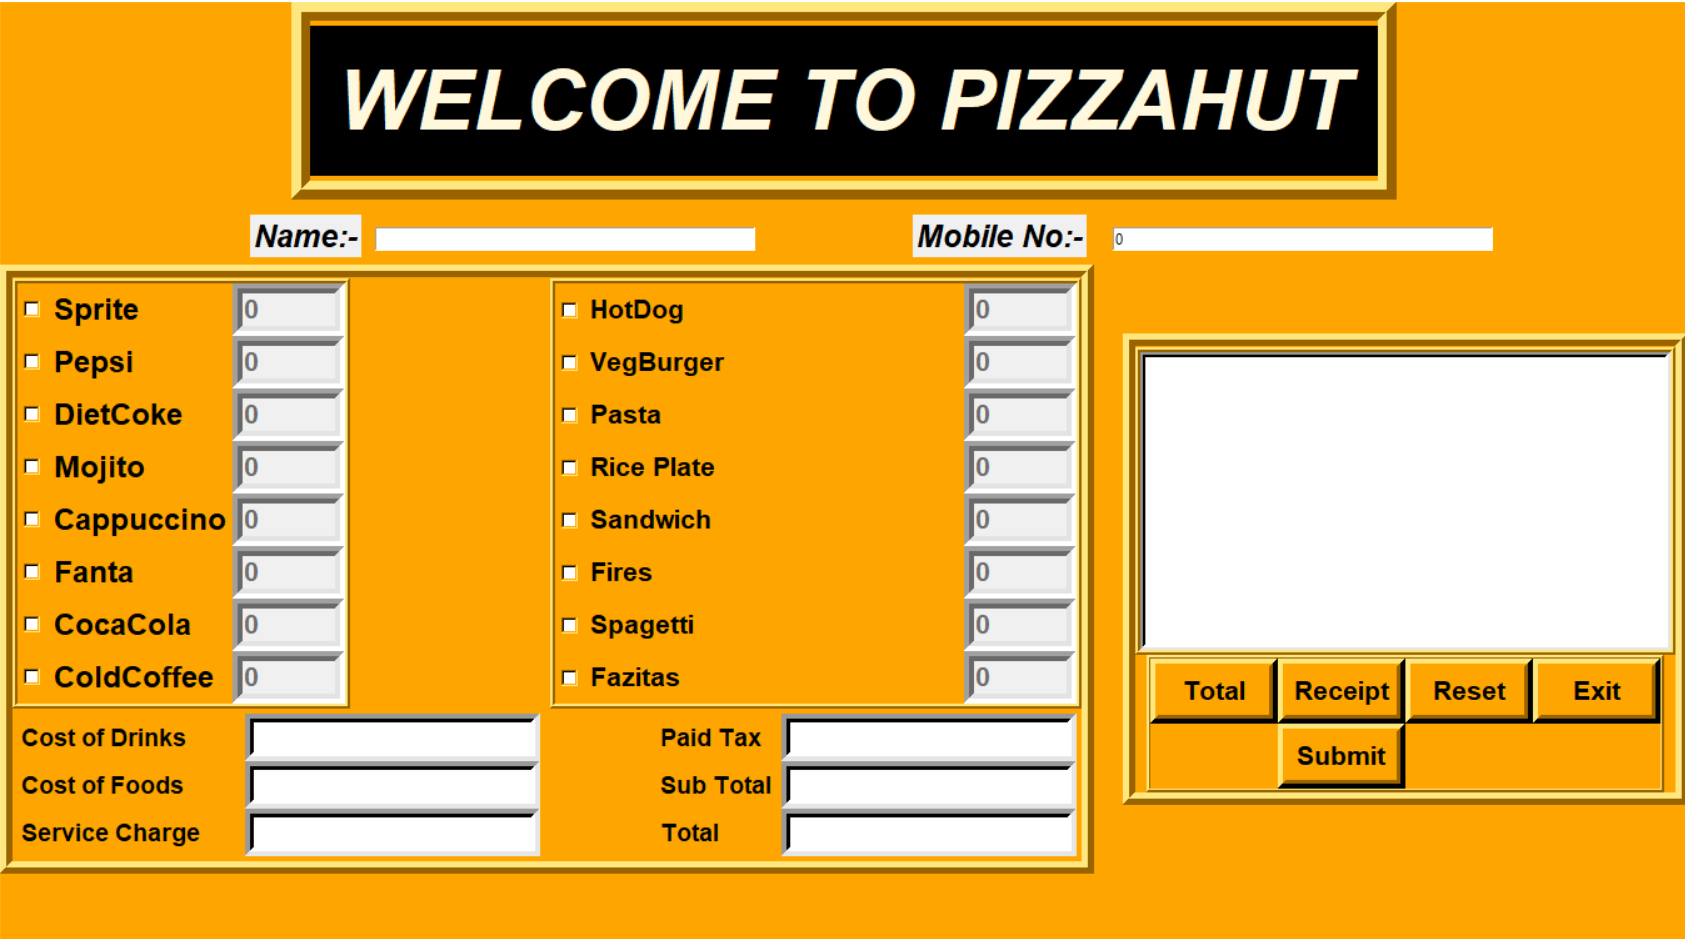 WELCOME TO PIZZAHUT
Name:-
Mobile No:- 0
Sprite 0
Pepsi 0
DietCoke 0
Mojito 0
Cappuccino 0
Fanta 0
CocaCola 0
ColdCoffee 0
HotDog 0
VegBurger 0
Pasta 0
Rice Plate 0
Sandwich 0
Fires 0
Spagetti 0
Fazitas 0
Cost of Drinks
Cost of Foods
Service Charge
Paid Tax
Sub Total
Total
Total Receipt Reset Exit
Submit